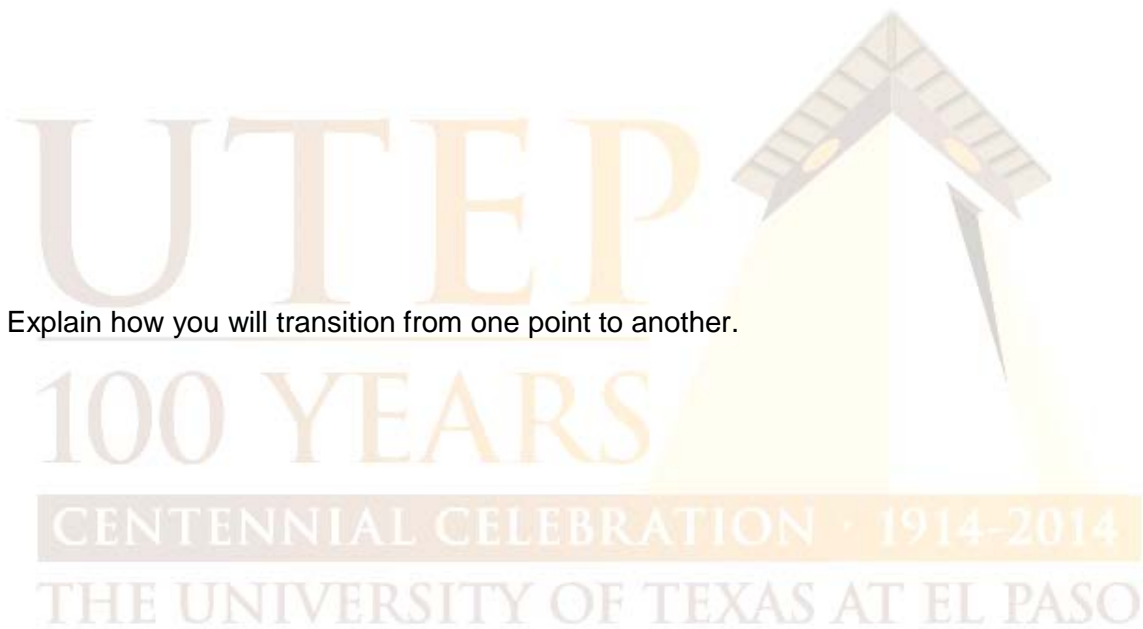 UTEP
Explain how you will transition from one point to another.
100 YEARS
CENTENNIAL CELEBRATION · 1914-2014
THE UNIVERSITY OF TEXAS AT EL PASO